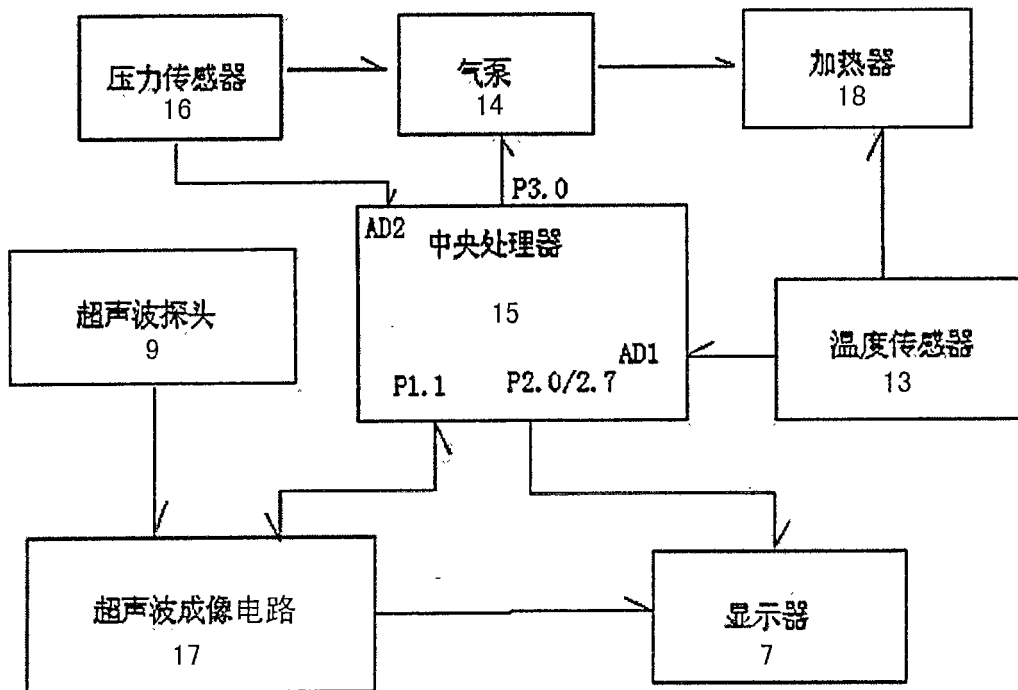 压力传感器
16
气泵
14
加热器
18
P3.0
AD2
中央处理器
15
AD1
P1.1
P2.0/2.7
超声波探头
9
温度传感器
13
超声波成像电路
17
显示器
7